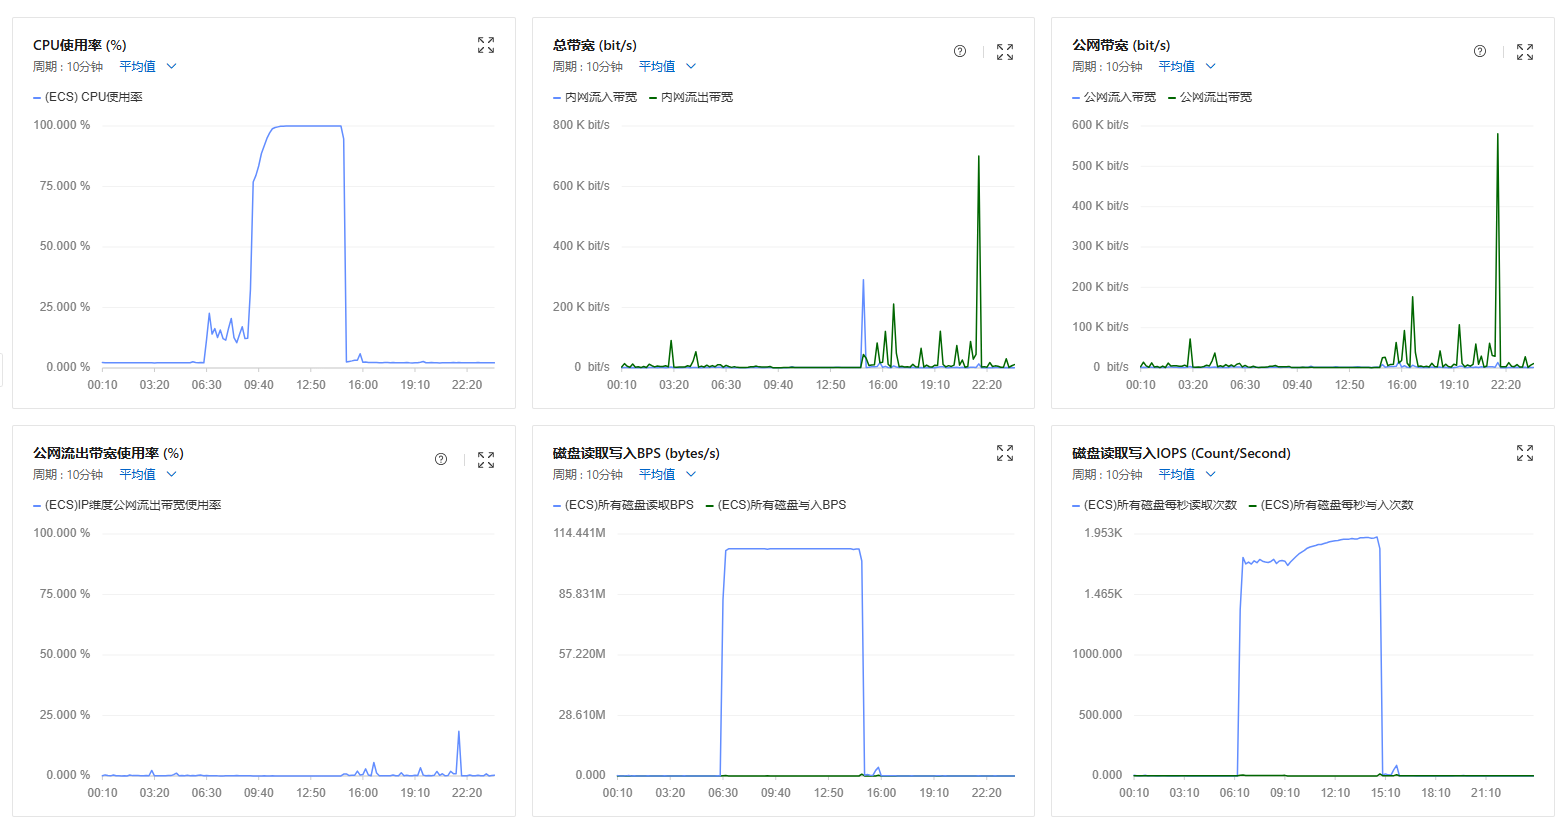 CPU使用率 (%)
周期 : 10分钟 平均值
(ECS) CPU使用率
100.000 %
75.000 %
50.000 %
25.000 %
0.000 %
00:10 03:20 06:30 09:40 12:50 16:00 19:10 22:20
总带宽 (bit/s)
周期 : 10分钟 平均值
内网流入带宽 内网流出带宽
800 K bit/s
600 K bit/s
400 K bit/s
200 K bit/s
0 bit/s
00:10 03:20 06:30 09:40 12:50 16:00 19:10 22:20
公网带宽 (bit/s)
周期 : 10分钟 平均值
公网流入带宽 公网流出带宽
600 K bit/s
500 K bit/s
400 K bit/s
300 K bit/s
200 K bit/s
100 K bit/s
0 bit/s
00:10 03:20 06:30 09:40 12:50 16:00 19:10 22:20
公网流出带宽使用率 (%)
周期 : 10分钟 平均值
(ECS)IP维度公网流出带宽使用率
100.000 %
75.000 %
50.000 %
25.000 %
0.000 %
00:10 03:20 06:30 09:40 12:50 16:00 19:10 22:20
磁盘读取写入BPS (bytes/s)
周期 : 10分钟 平均值
(ECS)所有磁盘读取BPS (ECS)所有磁盘写入BPS
114.441M
85.831M
57.220M
28.610M
0.000
00:10 03:20 06:30 09:40 12:50 16:00 19:10 22:20
磁盘读取写入IOPS (Count/Second)
周期 : 10分钟 平均值
(ECS)所有磁盘每秒读取次数 (ECS)所有磁盘每秒写入次数
1.953K
1.465K
1000.000
500.000
0.000
00:10 03:10 06:10 09:10 12:10 15:10 18:10 21:10